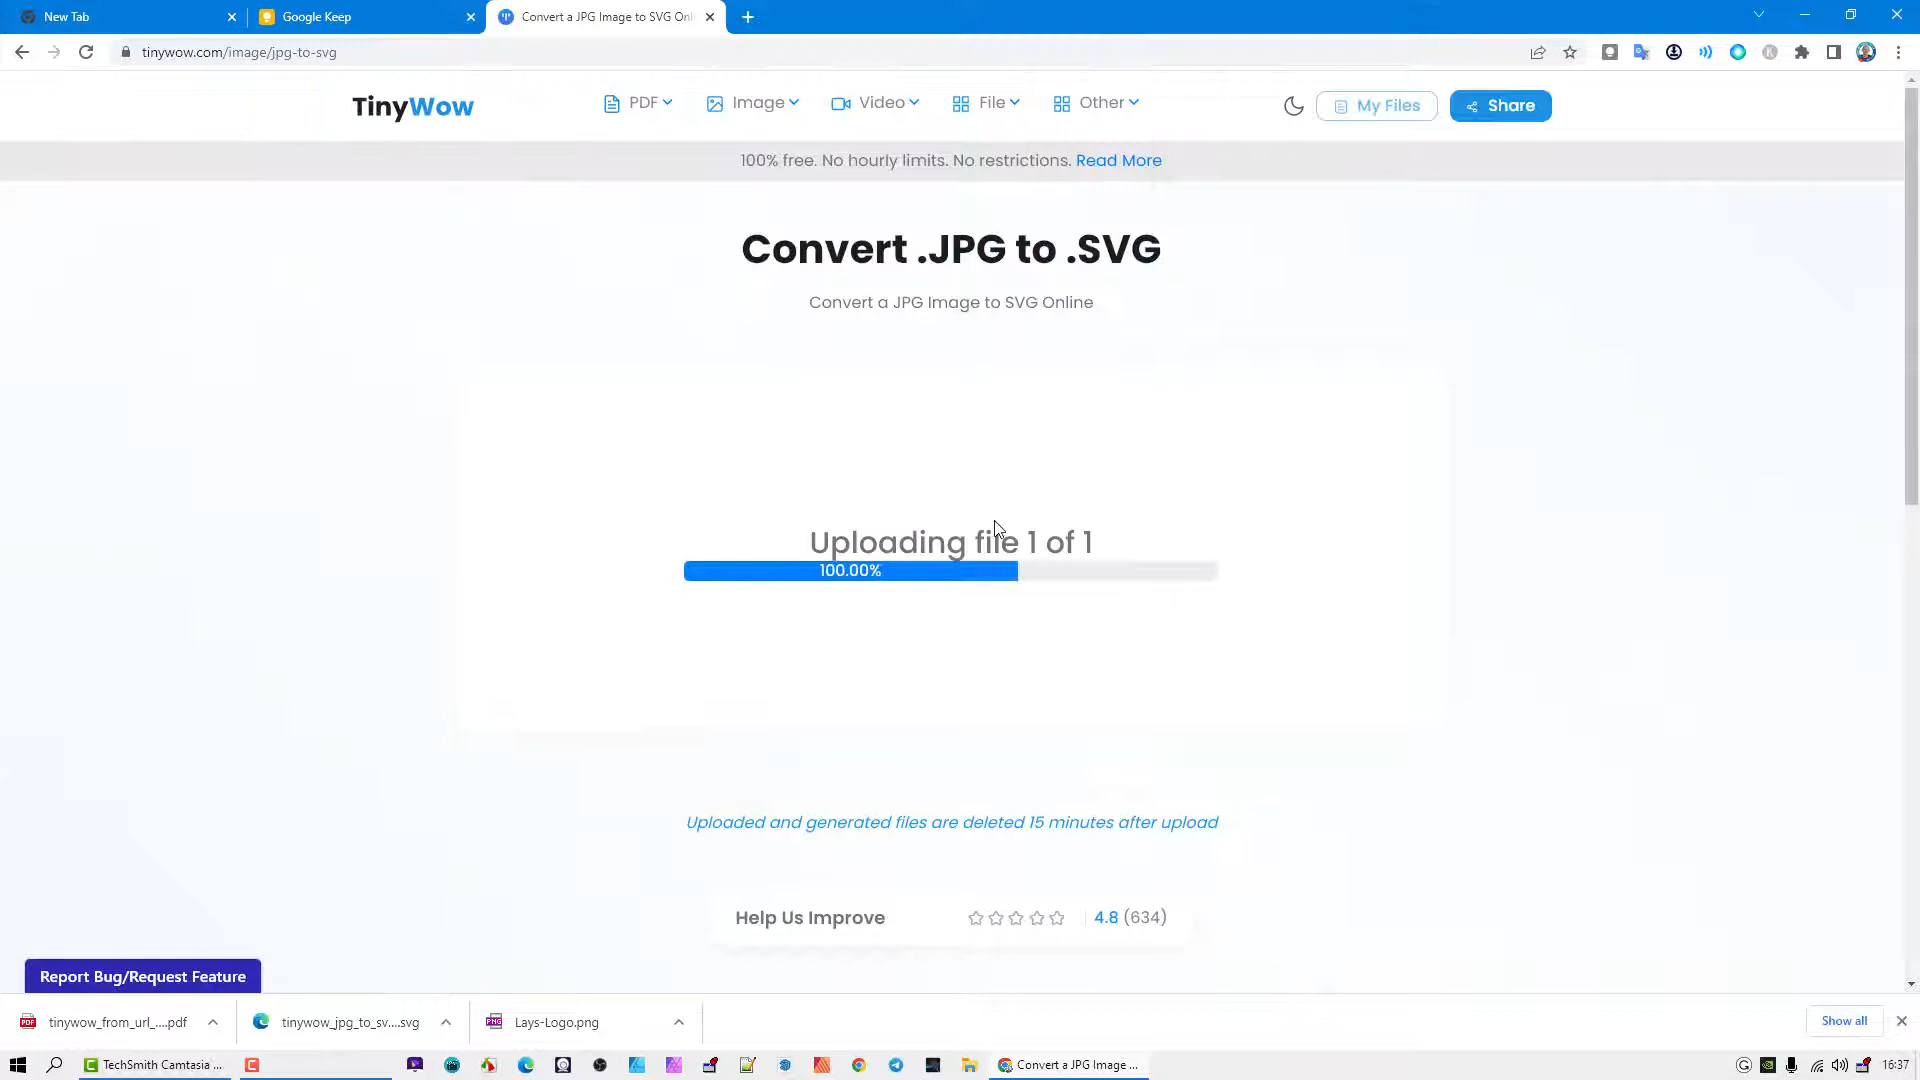 New Tab
Google Keep
Convert a JPG Image to SVG Onli
tinywow.com/image/jpg-to-svg
TinyWow
PDF
Image
Video
File
Other
My Files
Share
100% free. No hourly limits. No restrictions. Read More
Convert .JPG to .SVG
Convert a JPG Image to SVG Online
Uploading file 1 of 1
100.00%
Uploaded and generated files are deleted 15 minutes after upload
Help Us Improve
4.8 (634)
Report Bug/Request Feature
tinywow_from_url_....pdf
tinywow_jpg_to_sv....svg
Lays-Logo.png
Show all
TechSmith Camtasia ...
Convert a JPG Image ...
16:37